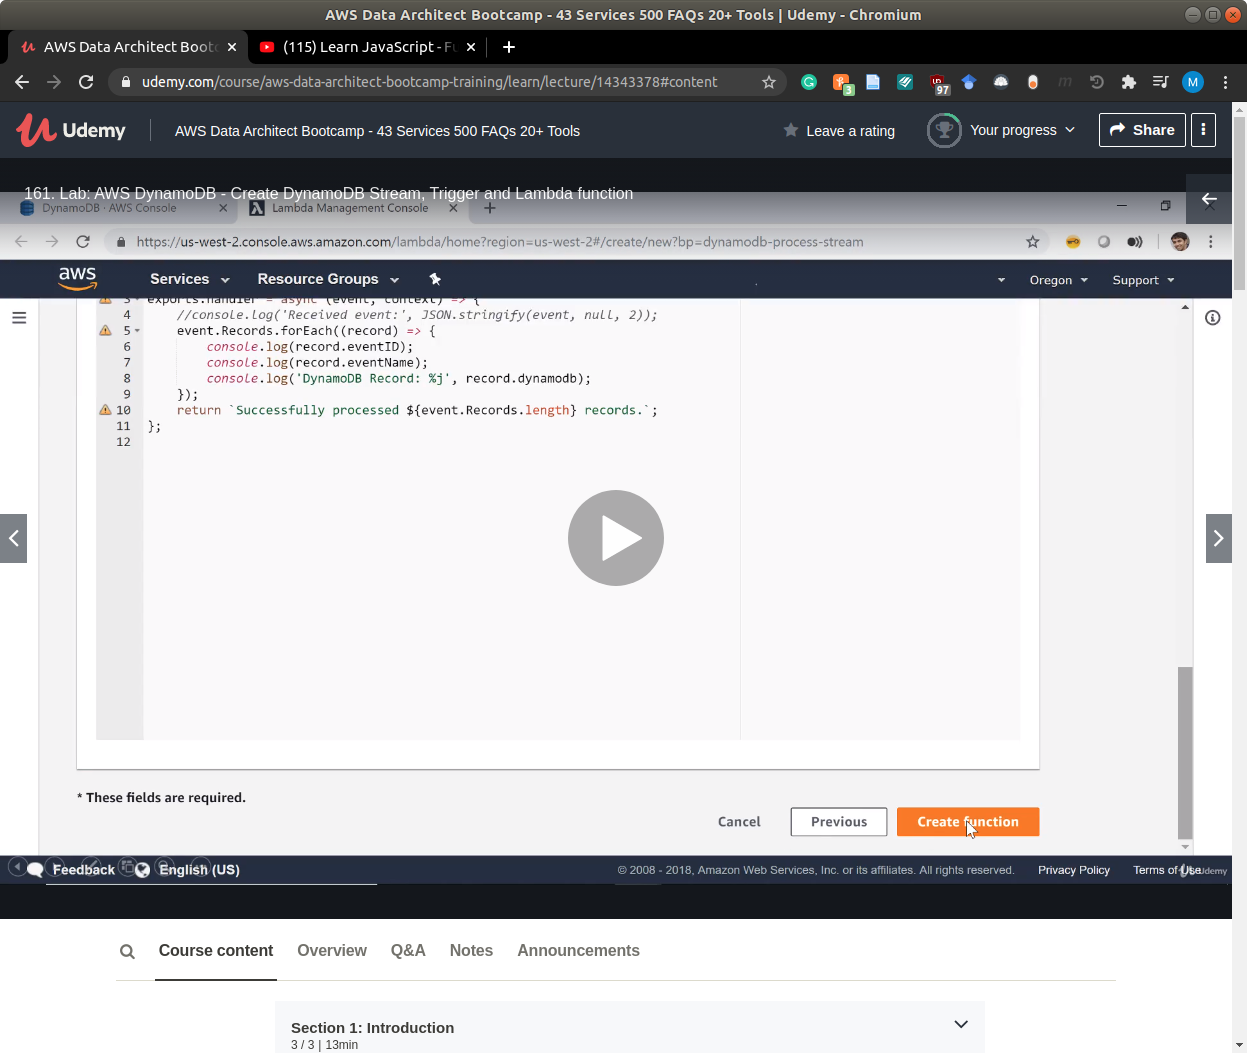 AWS Data Architect Bootcamp - 43 Services 500 FAQs 20+ Tools | Udemy - Chromium
AWS Data Architect Boot
(115) Learn JavaScript - Fu
udemy.com/course/aws-data-architect-bootcamp-training/learn/lecture/14343378#content
3
97
M
Udemy
AWS Data Architect Bootcamp - 43 Services 500 FAQs 20+ Tools
Leave a rating
Your progress
Share
161. Lab: AWS DynamoDB - Create DynamoDB Stream, Trigger and Lambda function
DynamoDB · AWS Console
Lambda Management Console
https://us-west-2.console.aws.amazon.com/lambda/home?region=us-west-2#/create/new?bp=dynamodb-process-stream
aws
Services
Resource Groups
Oregon
Support
3 exports.handler = async (event, context) => {
4 //console.log('Received event:', JSON.stringify(event, null, 2));
5 event.Records.forEach((record) => {
6 console.log(record.eventID);
7 console.log(record.eventName);
8 console.log('DynamoDB Record: %j', record.dynamodb);
9 });
10 return `Successfully processed ${event.Records.length} records.`;
11 };
12
* These fields are required.
Cancel
Previous
Create function
Feedback
English (US)
© 2008 - 2018, Amazon Web Services, Inc. or its affiliates. All rights reserved.
Privacy Policy
Terms of Use
Udemy
Course content
Overview
Q&A
Notes
Announcements
Section 1: Introduction
3 / 3 | 13min